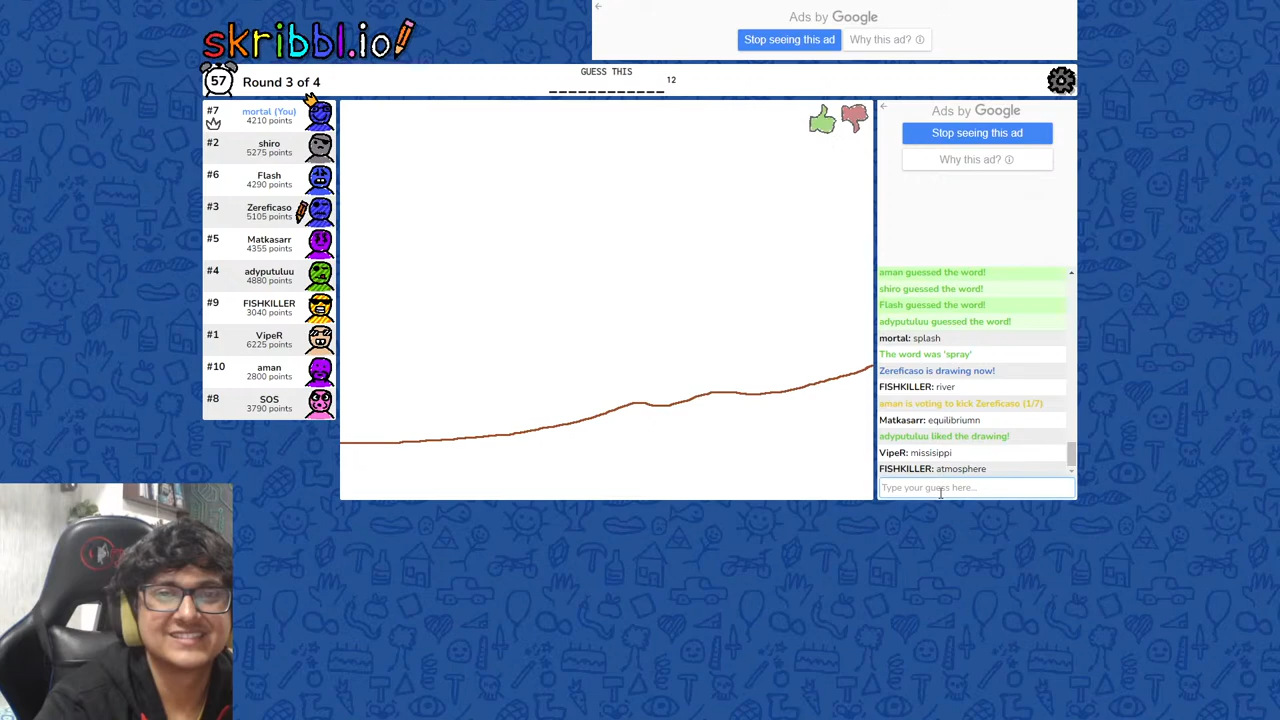 skribbl.io
Ads by Google
Stop seeing this ad
Why this ad?
57
Round 3 of 4
GUESS THIS
____________ 12
#7
mortal (You)
4210 points
#2
shiro
5275 points
#6
Flash
4290 points
#3
Zereficaso
5105 points
#5
Matkasarr
4355 points
#4
adyputuluu
4880 points
#9
FISHKILLER
3040 points
#1
VipeR
6225 points
#10
aman
2800 points
#8
SOS
3790 points
Ads by Google
Stop seeing this ad
Why this ad?
aman guessed the word!
shiro guessed the word!
Flash guessed the word!
adyputuluu guessed the word!
mortal: splash
The word was 'spray'
Zereficaso is drawing now!
FISHKILLER: river
aman is voting to kick Zereficaso (1/7)
Matkasarr: equilibriumn
adyputuluu liked the drawing!
VipeR: missisippi
FISHKILLER: atmosphere
Type your guess here...